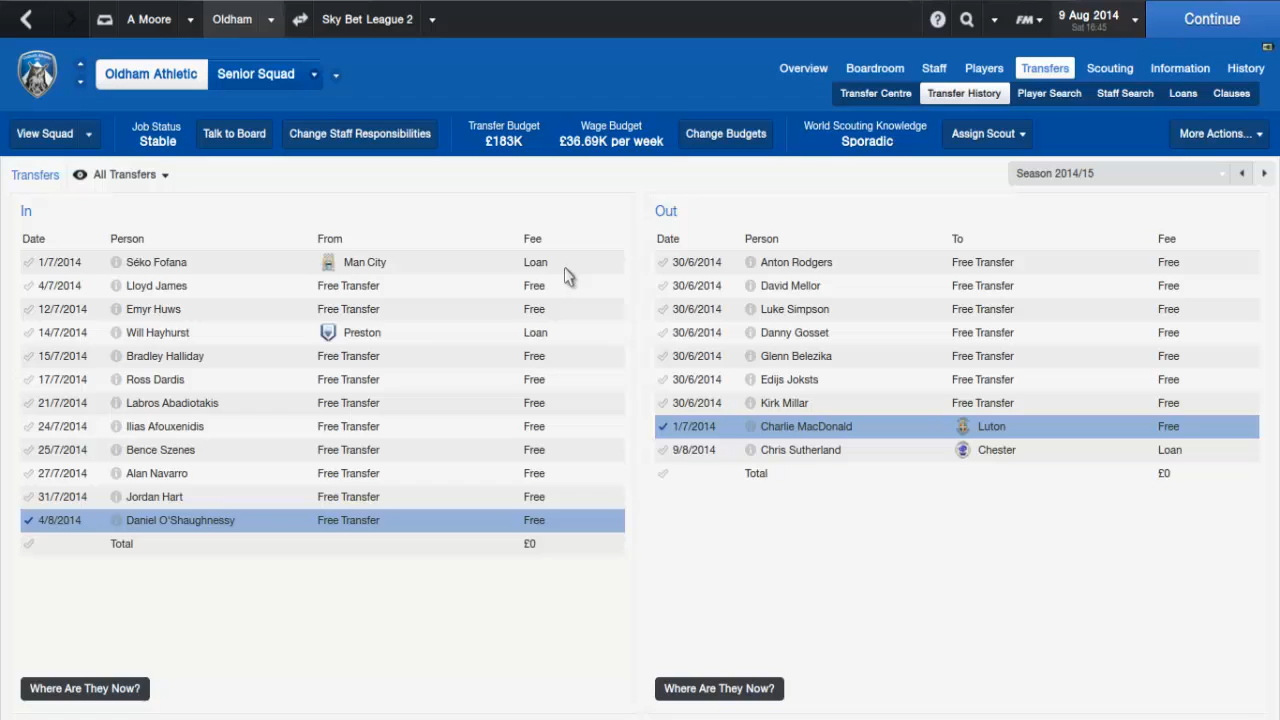 A Moore Oldham Sky Bet League 2 ? FM 9 Aug 2014 Continue
Sat 16:45
Oldham Athletic Senior Squad Overview Boardroom Staff Players Transfers Scouting Information History
Transfer Centre Transfer History Player Search Staff Search Loans Clauses
View Squad Job Status Talk to Board Change Staff Responsibilities Transfer Budget Wage Budget Change Budgets World Scouting Knowledge Assign Scout More Actions...
Stable £183K £36.69K per week Sporadic
Transfers All Transfers Season 2014/15
In Out
Date Person From Fee Date Person To Fee
1/7/2014 Séko Fofana Man City Loan 30/6/2014 Anton Rodgers Free Transfer Free
4/7/2014 Lloyd James Free Transfer Free 30/6/2014 David Mellor Free Transfer Free
12/7/2014 Emyr Huws Free Transfer Free 30/6/2014 Luke Simpson Free Transfer Free
14/7/2014 Will Hayhurst Preston Loan 30/6/2014 Danny Gosset Free Transfer Free
15/7/2014 Bradley Halliday Free Transfer Free 30/6/2014 Glenn Belezika Free Transfer Free
17/7/2014 Ross Dardis Free Transfer Free 30/6/2014 Edijs Joksts Free Transfer Free
21/7/2014 Labros Abadiotakis Free Transfer Free 30/6/2014 Kirk Millar Free Transfer Free
24/7/2014 Ilias Afouxenidis Free Transfer Free 1/7/2014 Charlie MacDonald Luton Free
25/7/2014 Bence Szenes Free Transfer Free 9/8/2014 Chris Sutherland Chester Loan
27/7/2014 Alan Navarro Free Transfer Free Total £0
31/7/2014 Jordan Hart Free Transfer Free
4/8/2014 Daniel O'Shaughnessy Free Transfer Free
Total £0
Where Are They Now? Where Are They Now?